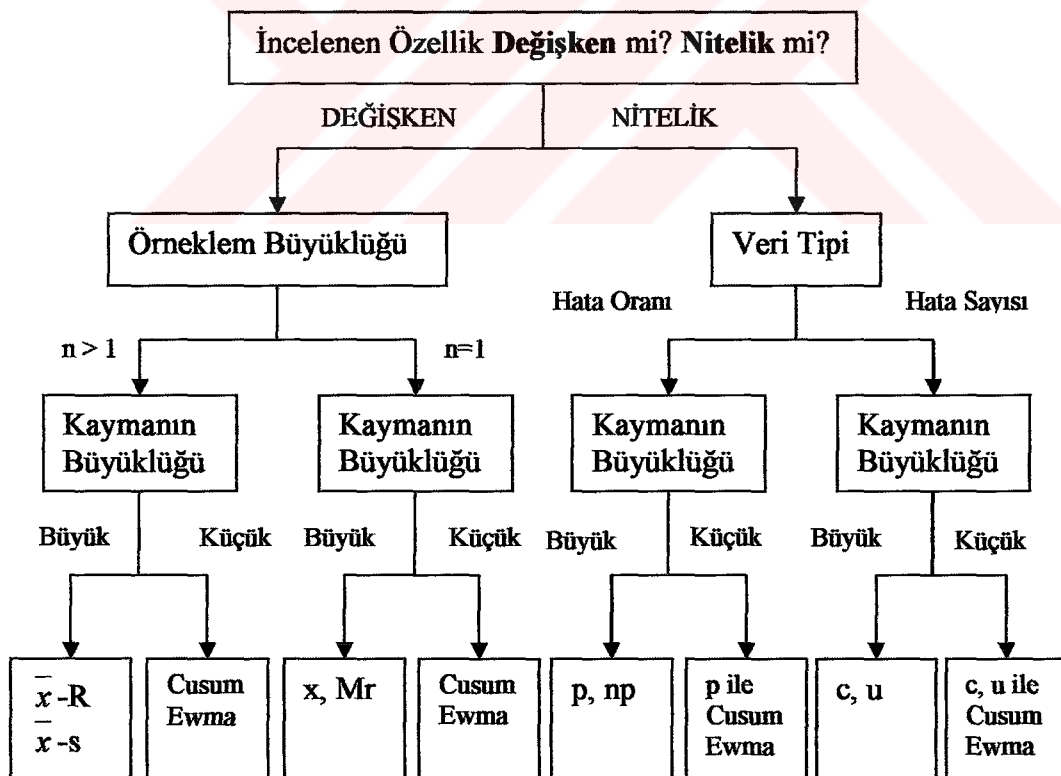 İncelenen Özellik Değişken mi? Nitelik mi?
DEĞİŞKEN
NİTELİK
Örneklem Büyüklüğü
Veri Tipi
Hata Oranı
Hata Sayısı
n > 1
n=1
Kaymanın
Büyüklüğü
Kaymanın
Büyüklüğü
Kaymanın
Büyüklüğü
Kaymanın
Büyüklüğü
Büyük
Küçük
Büyük
Küçük
Büyük
Küçük
Büyük
Küçük
x̅ -R
x̅ -s
Cusum
Ewma
x, Mr
Cusum
Ewma
p, np
p ile
Cusum
Ewma
c, u
c, u ile
Cusum
Ewma